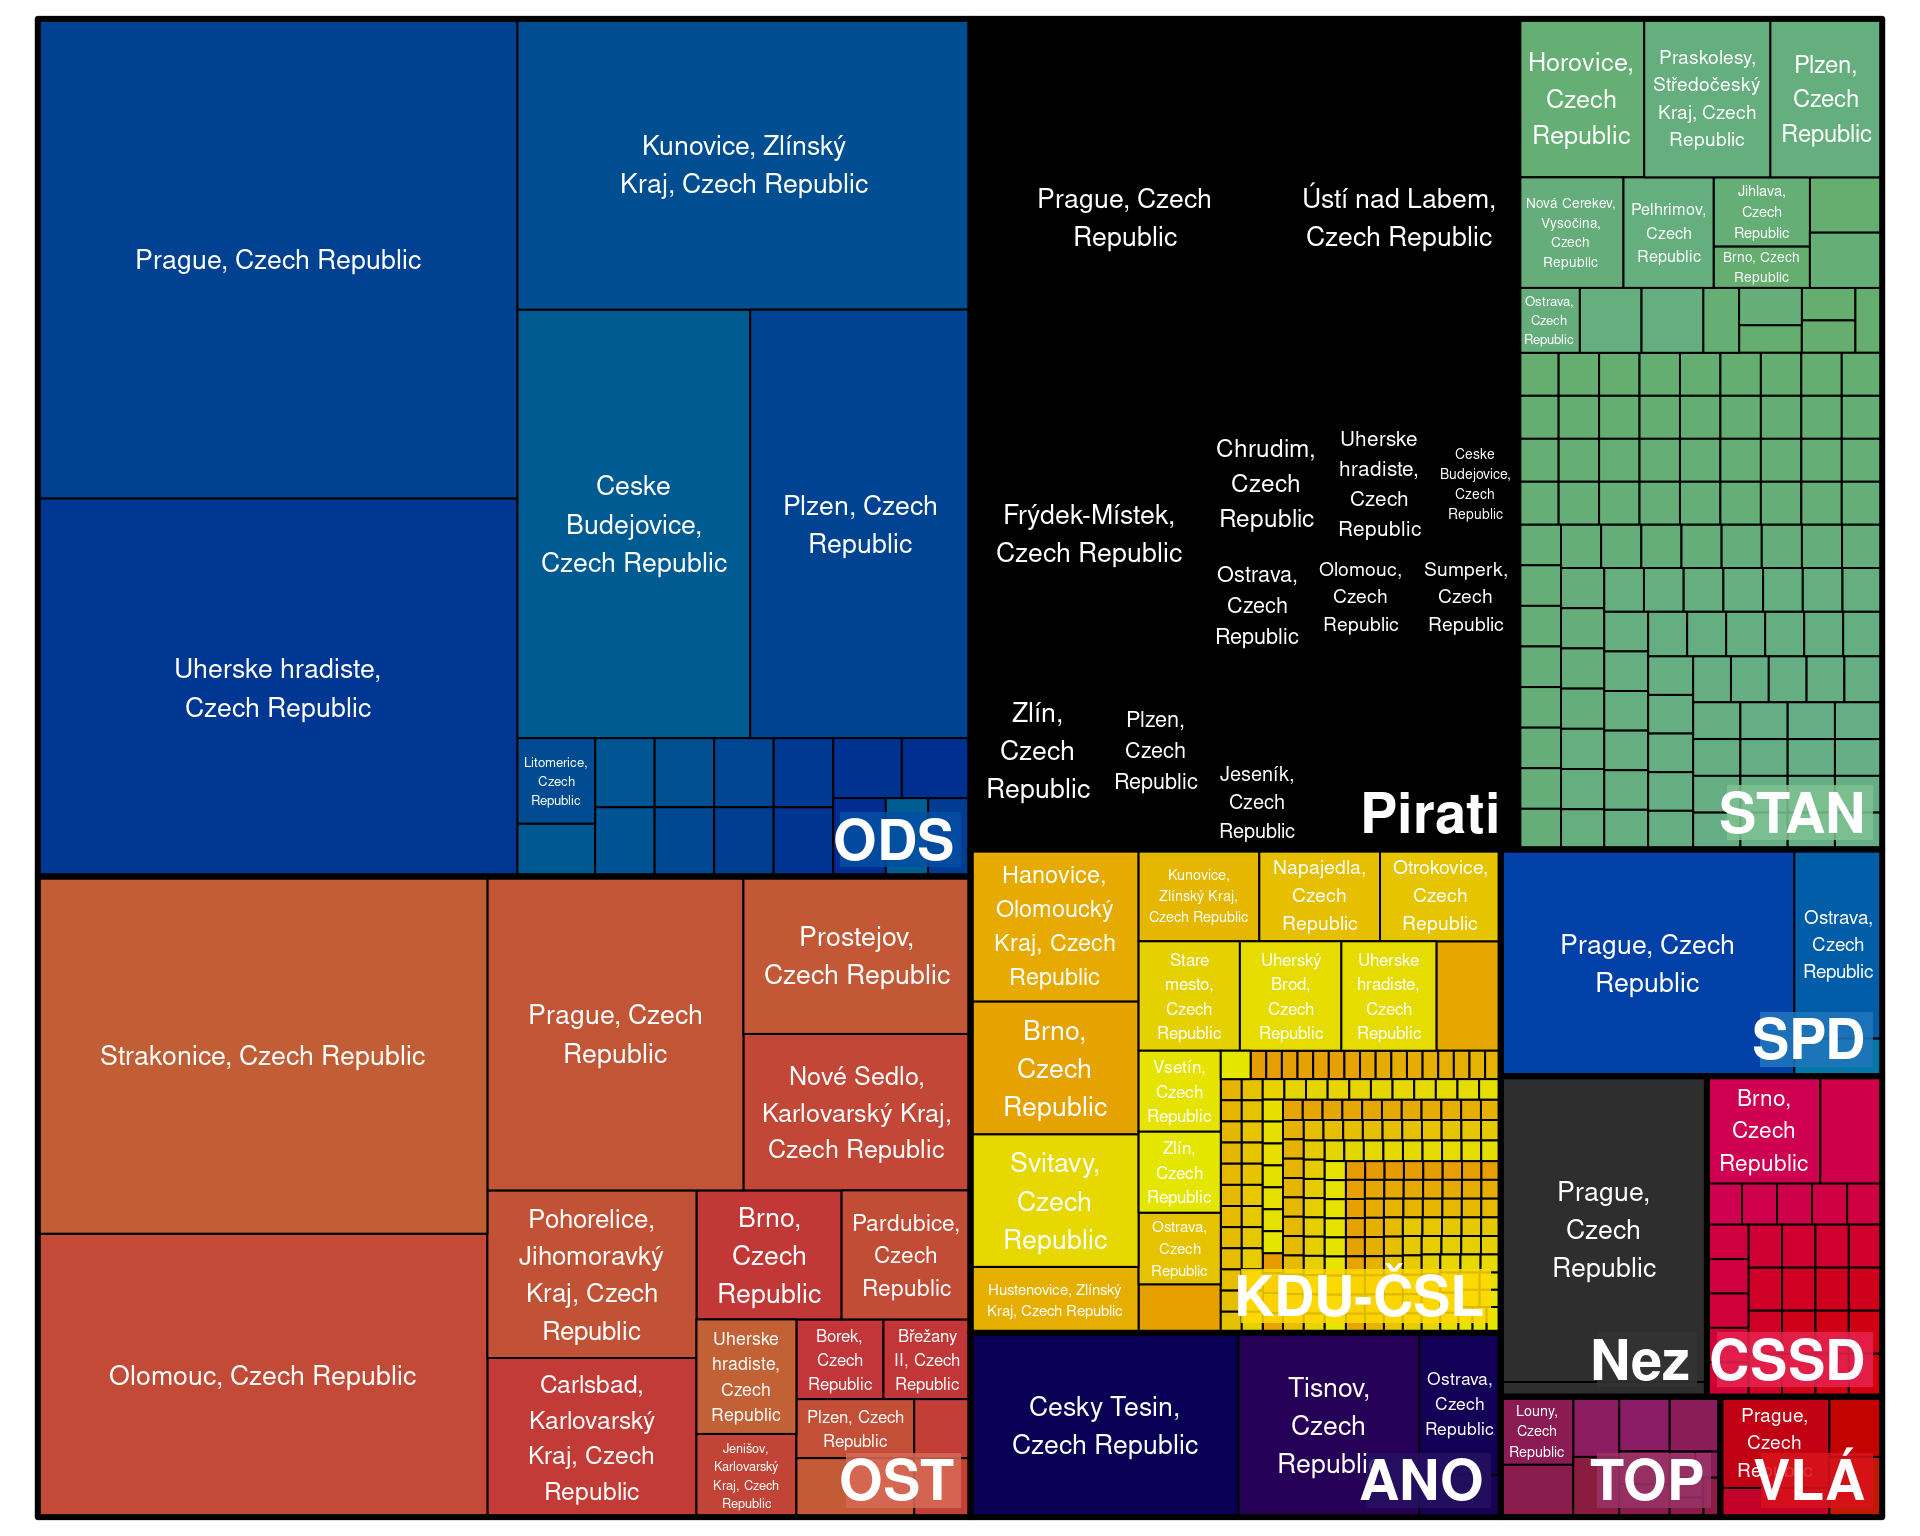 Prague, Czech Republic
Kunovice, Zlínský
Kraj, Czech Republic
Uherske hradiste,
Czech Republic
Ceske
Budejovice,
Czech Republic
Plzen, Czech
Republic
Litomerice,
Czech
Republic
ODS
Prague, Czech
Republic
Ústí nad Labem,
Czech Republic
Frýdek-Místek,
Czech Republic
Chrudim,
Czech
Republic
Uherske
hradiste,
Czech
Republic
Ceske
Budejovice,
Czech
Republic
Ostrava,
Czech
Republic
Olomouc,
Czech
Republic
Sumperk,
Czech
Republic
Zlín,
Czech
Republic
Plzen,
Czech
Republic
Jeseník,
Czech
Republic
Pirati
Horovice,
Czech
Republic
Praskolesy,
Středočeský
Kraj, Czech
Republic
Plzen,
Czech
Republic
Nová Cerekev,
Vysočina,
Czech
Republic
Pelhrimov,
Czech
Republic
Jihlava,
Czech
Republic
Brno, Czech
Republic
Ostrava,
Czech
Republic
STAN
Strakonice, Czech Republic
Olomouc, Czech Republic
Prague, Czech
Republic
Prostejov,
Czech Republic
Nové Sedlo,
Karlovarský Kraj,
Czech Republic
Pohorelice,
Jihomoravký
Kraj, Czech
Republic
Brno,
Czech
Republic
Pardubice,
Czech
Republic
Carlsbad,
Karlovarský
Kraj, Czech
Republic
Uherske
hradiste,
Czech
Republic
Borek,
Czech
Republic
Břežany
II, Czech
Republic
Plzen, Czech
Republic
Jenišov,
Karlovarský
Kraj, Czech
Republic
OST
Hanovice,
Olomoucký
Kraj, Czech
Republic
Kunovice,
Zlínský Kraj,
Czech Republic
Napajedla,
Czech
Republic
Otrokovice,
Czech
Republic
Brno,
Czech
Republic
Stare
mesto,
Czech
Republic
Uherský
Brod,
Czech
Republic
Uherske
hradiste,
Czech
Republic
Svitavy,
Czech
Republic
Vsetín,
Czech
Republic
Zlín,
Czech
Republic
Ostrava,
Czech
Republic
Hustenovice, Zlínský
Kraj, Czech Republic
KDU-ČSL
Cesky Tesin,
Czech Republic
Tisnov,
Czech
Republic
Ostrava,
Czech
Republic
ANO
Prague, Czech
Republic
Ostrava,
Czech
Republic
SPD
Prague,
Czech
Republic
Nez
Brno,
Czech
Republic
CSSD
Louny,
Czech
Republic
TOP
Prague,
Czech
Republic
VLÁ